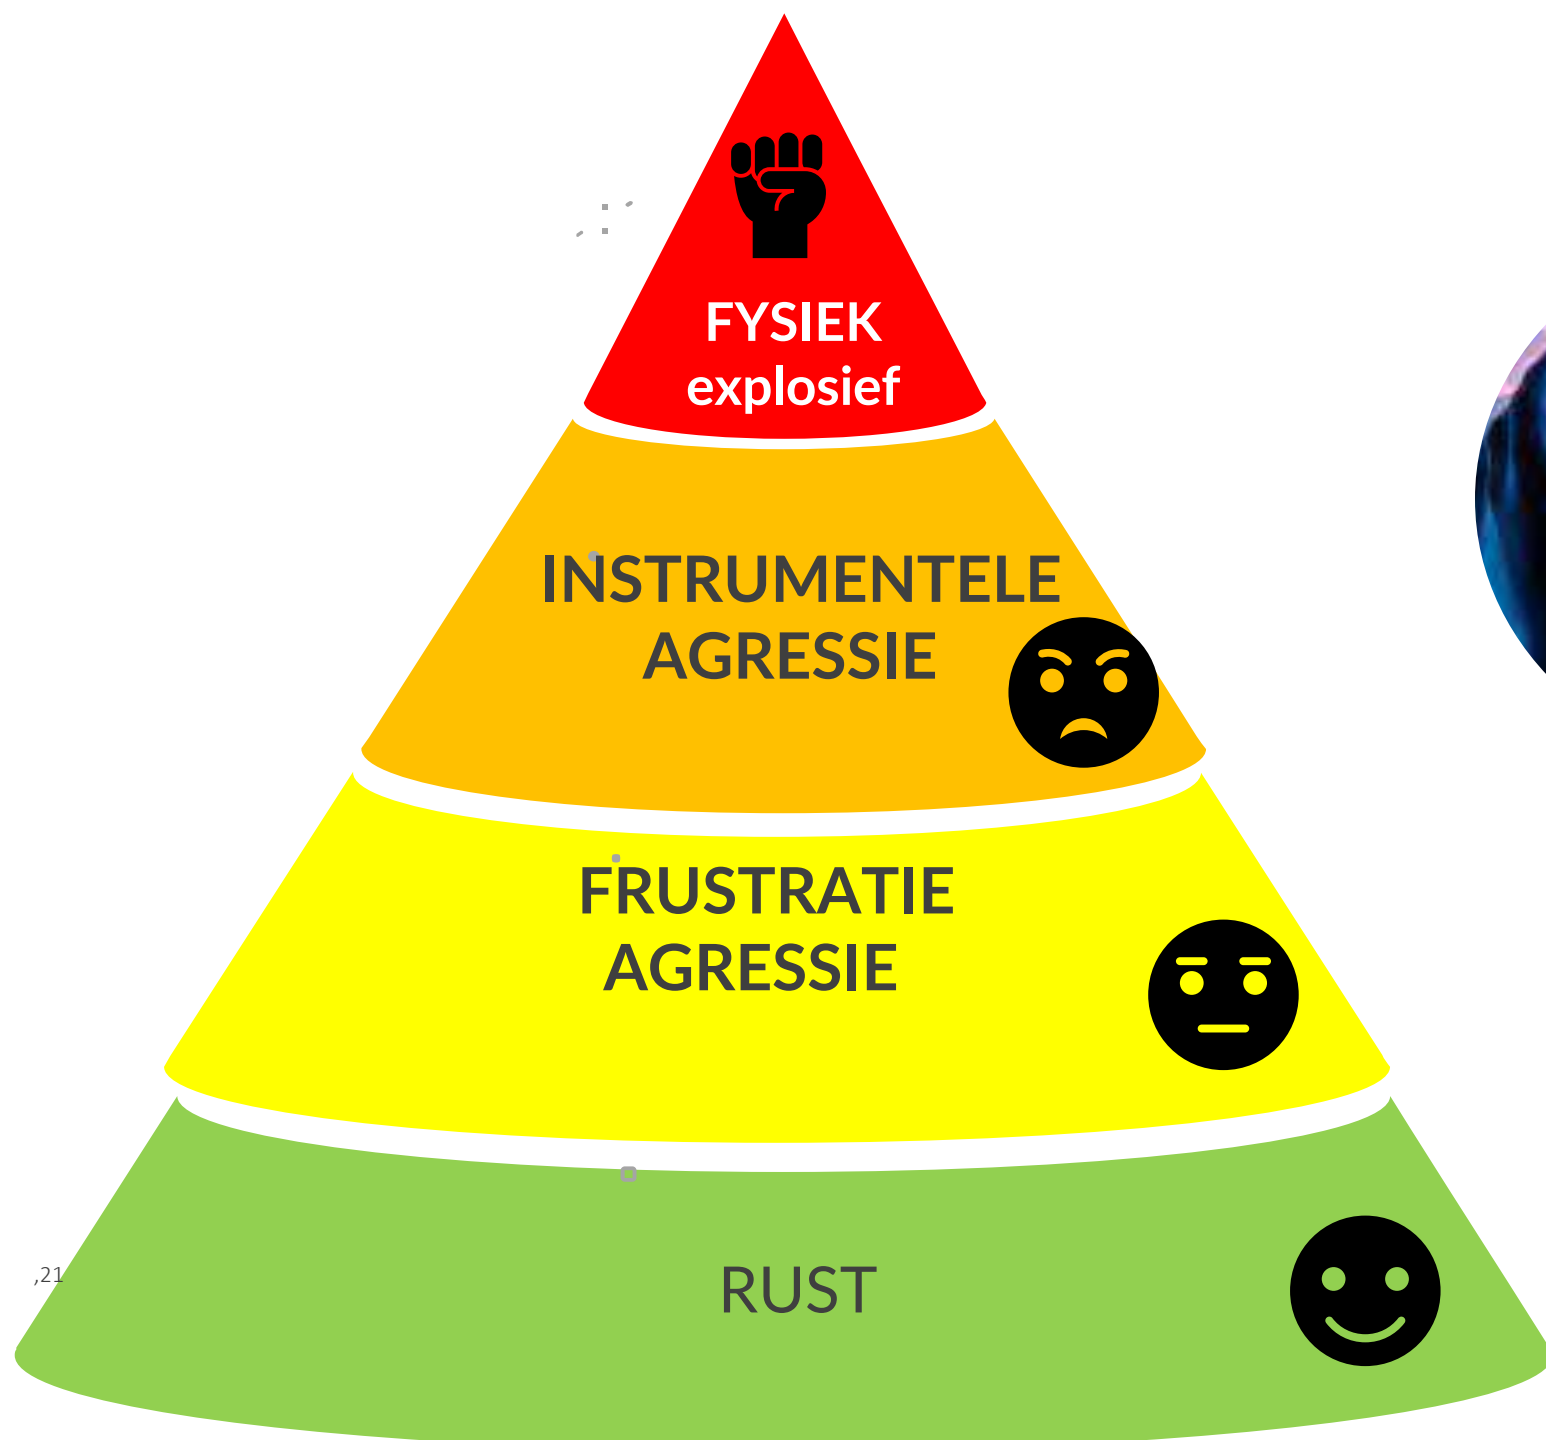 FYSIEK
explosief
INSTRUMENTELE
AGRESSIE
FRUSTRATIE
AGRESSIE
,21
RUST